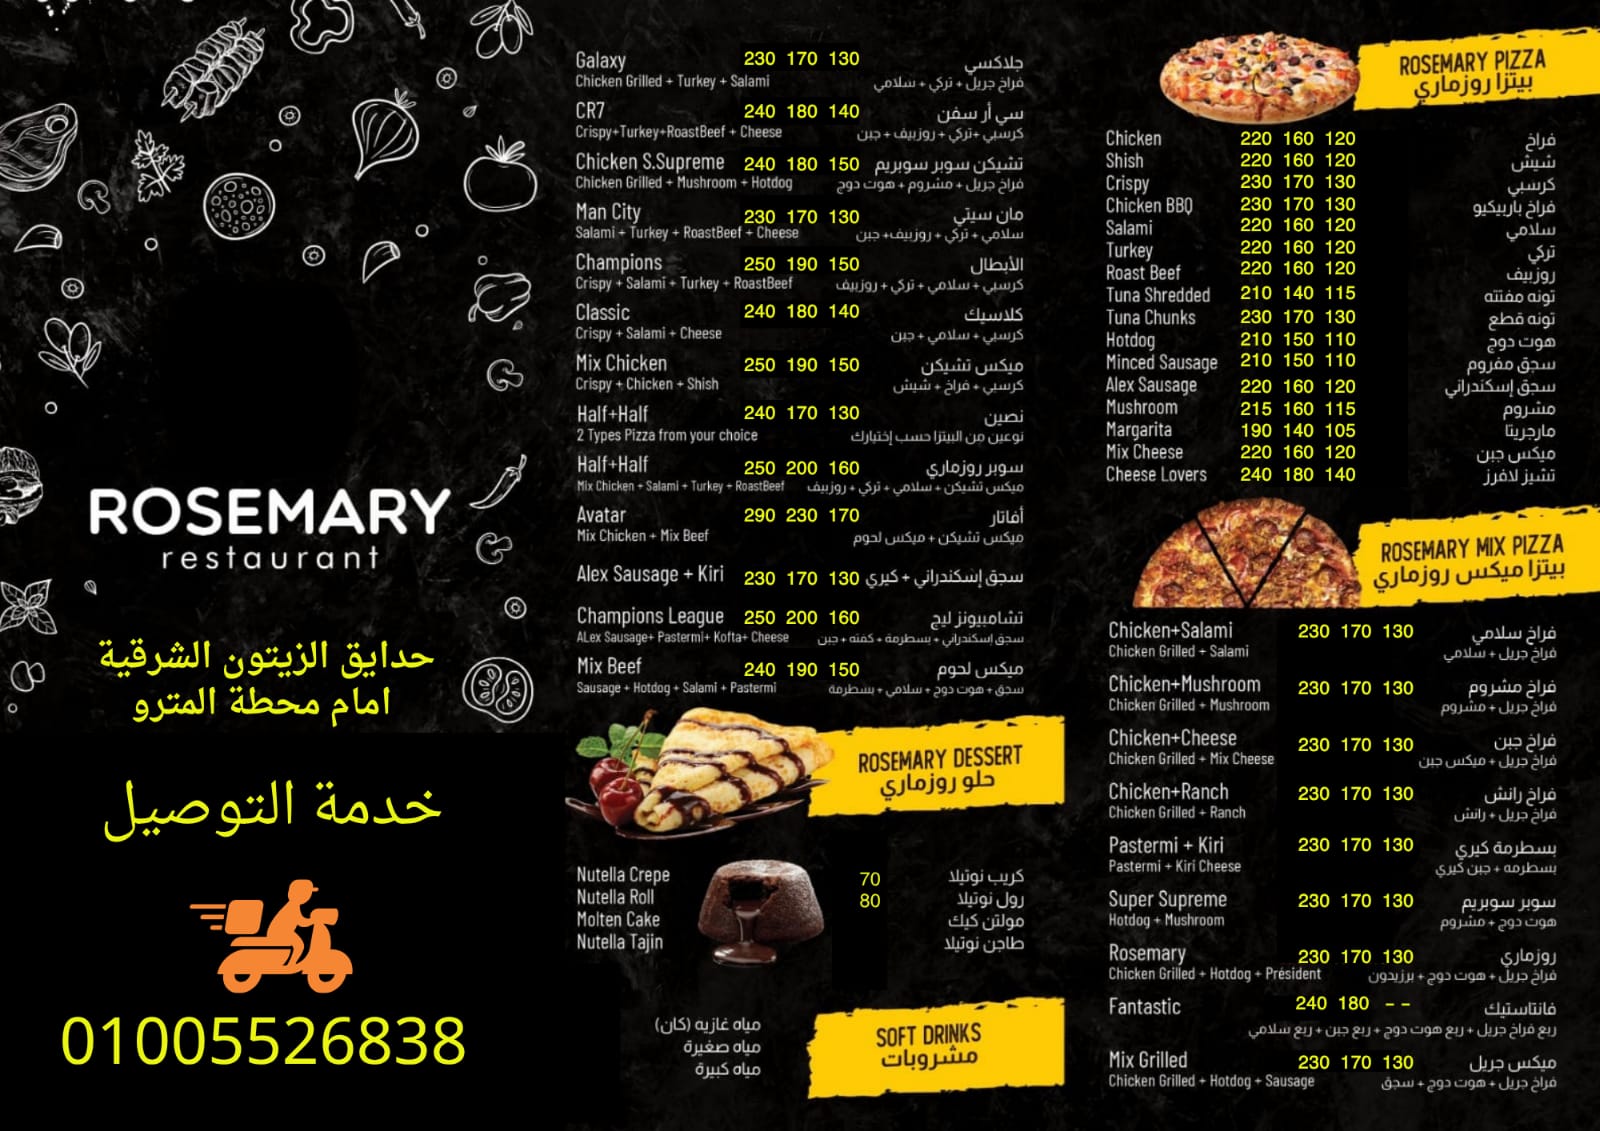 ROSEMARY
restaurant
حدايق الزيتون الشرقية
امام محطة المترو
خدمة التوصيل
01005526838
Galaxy 230 170 130 جلاكسي
Chicken Grilled + Turkey + Salami فراخ جريل + تركي + سلامي
CR7 240 180 140 سي أر سفن
Crispy+Turkey+RoastBeef + Cheese كرسبي +تركي + روزبيف + جبن
Chicken S.Supreme 240 180 150 تشيكن سوبر سوبريم
Chicken Grilled + Mushroom + Hotdog فراخ جريل + مشروم + هوت دوج
Man City 230 170 130 مان سيتي
Salami + Turkey + RoastBeef + Cheese سلامي + تركي + روزبيف+ جبن
Champions 250 190 150 الأبطال
Crispy + Salami + Turkey + RoastBeef كرسبي + سلامي + تركي + روزبيف
Classic 240 180 140 كلاسيك
Crispy + Salami + Cheese كرسبي + سلامي + جبن
Mix Chicken 250 190 150 ميكس تشيكن
Crispy + Chicken + Shish كرسبي + فراخ + شيش
Half+Half 240 170 130 نصين
2 Types Pizza from your choice نوعين من البيتزا حسب إختيارك
Half+Half 250 200 160 سوبر روزماري
Mix Chicken + Salami + Turkey + RoastBeef ميكس تشيكن + سلامي + تركي + روزبيف
Avatar 290 230 170 أفاتار
Mix Chicken + Mix Beef ميكس تشيكن + ميكس لحوم
Alex Sausage + Kiri 230 170 130 سجق إسكندراني + كيري
Champions League 250 200 160 تشامبيونز ليج
ALex Sausage+ Pastermi+ Kofta+ Cheese سجق إسكندراني + بسطرمة + كفته + جبن
Mix Beef 240 190 150 ميكس لحوم
Sausage + Hotdog + Salami + Pastermi سجق + هوت دوج + سلامي + بسطرمة
ROSEMARY DESSERT
حلو روزماري
Nutella Crepe 70 كريب نوتيلا
Nutella Roll 80 رول نوتيلا
Molten Cake مولتن كيك
Nutella Tajin طاجن نوتيلا
SOFT DRINKS
مشروبات
مياه غازيه (كان)
مياه صغيرة
مياه كبيرة
ROSEMARY PIZZA
بيتزا روزماري
Chicken 220 160 120 فراخ
Shish 220 160 120 شيش
Crispy 230 170 130 كرسبي
Chicken BBQ 230 170 130 فراخ باربيكيو
Salami 220 160 120 سلامي
Turkey 220 160 120 تركي
Roast Beef 220 160 120 روزبيف
Tuna Shredded 210 140 115 تونه مفتته
Tuna Chunks 230 170 130 تونه قطع
Hotdog 210 150 110 هوت دوج
Minced Sausage 210 150 110 سجق مفروم
Alex Sausage 220 160 120 سجق إسكندراني
Mushroom 215 160 115 مشروم
Margarita 190 140 105 مارجريتا
Mix Cheese 220 160 120 ميكس جبن
Cheese Lovers 240 180 140 تشيز لافرز
ROSEMARY MIX PIZZA
بيتزا ميكس روزماري
Chicken+Salami 230 170 130 فراخ سلامي
Chicken Grilled + Salami فراخ جريل + سلامي
Chicken+Mushroom 230 170 130 فراخ مشروم
Chicken Grilled + Mushroom فراخ جريل + مشروم
Chicken+Cheese 230 170 130 فراخ جبن
Chicken Grilled + Mix Cheese فراخ جريل + ميكس جبن
Chicken+Ranch 230 170 130 فراخ رانش
Chicken Grilled + Ranch فراخ جريل + رانش
Pastermi + Kiri 230 170 130 بسطرمة كيري
Pastermi + Kiri Cheese بسطرمه + جبن كيري
Super Supreme 230 170 130 سوبر سوبريم
Hotdog + Mushroom هوت دوج + مشروم
Rosemary 230 170 130 روزماري
Chicken Grilled + Hotdog + Président فراخ جريل + هوت دوج + برزيدون
Fantastic 240 180 - - فانتاستيك
ربع فراخ جريل + ربع هوت دوج + ربع جبن + ربع سلامي
Mix Grilled 230 170 130 ميكس جريل
Chicken Grilled + Hotdog + Sausage فراخ جريل + هوت دوج + سجق